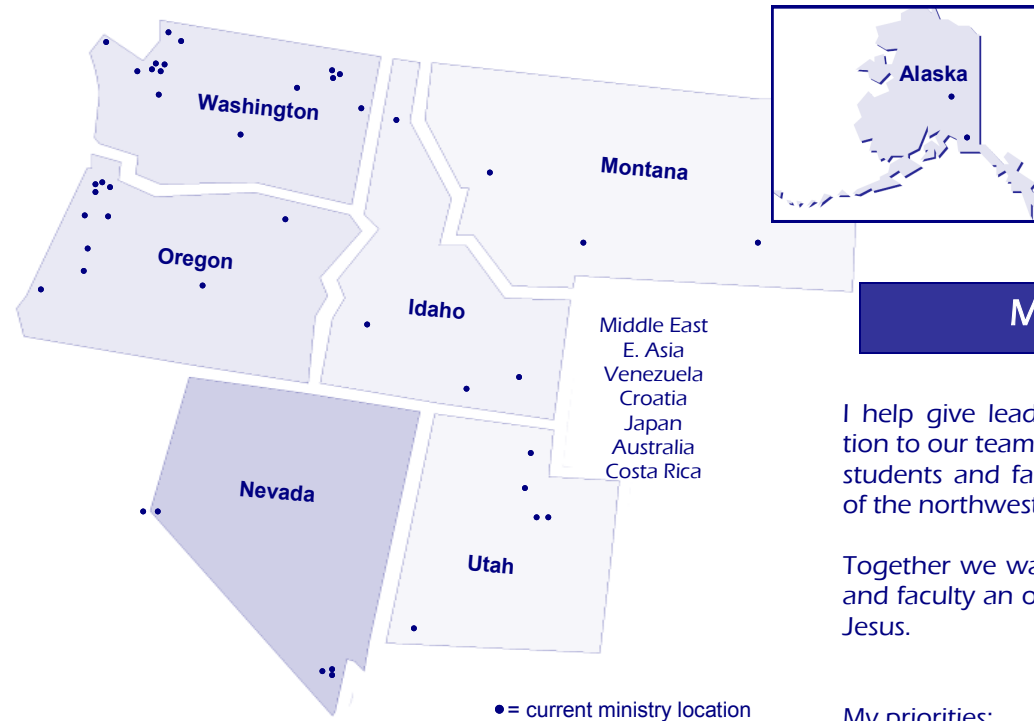 Alaska
Washington
Montana
Oregon
Idaho
Middle East
E. Asia
Venezuela
Croatia
Japan
Australia
Costa Rica
Nevada
Utah
● = current ministry location
M
I help give lead
tion to our team
students and fa
of the northwest
Together we wa
and faculty an o
Jesus.
My priorities: